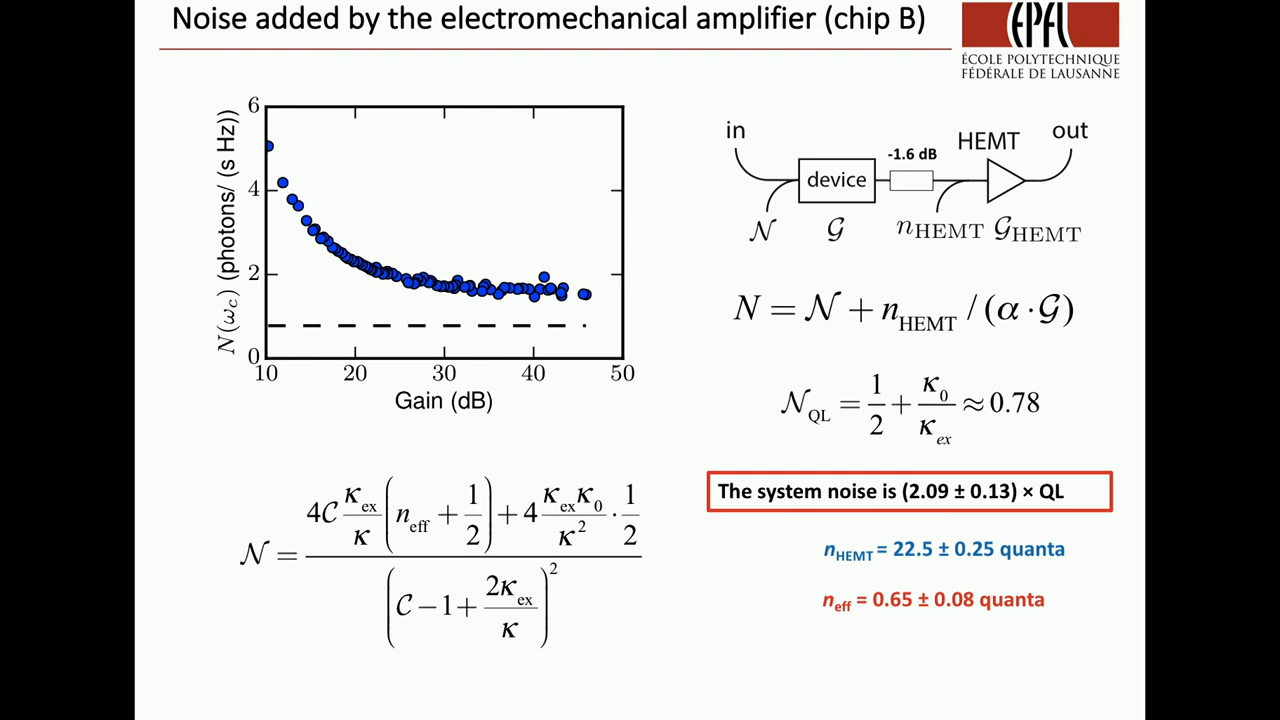 Noise added by the electromechanical amplifier (chip B)
EPFL
ÉCOLE POLYTECHNIQUE
FÉDÉRALE DE LAUSANNE
N(ω_c) (photons/ (s Hz))
6
4
2
0
10 20 30 40 50
Gain (dB)
in
HEMT
out
-1.6 dB
device
𝒩 𝒢 n_HEMT 𝒢_HEMT
N = 𝒩 + n_HEMT / (α · 𝒢)
𝒩_QL = 1/2 + κ_0/κ_ex ≈ 0.78
The system noise is (2.09 ± 0.13) × QL
n_HEMT = 22.5 ± 0.25 quanta
n_eff = 0.65 ± 0.08 quanta
𝒩 = (4𝒞 κ_ex/κ (n_eff + 1/2) + 4 κ_ex κ_0/κ² · 1/2) / (𝒞 − 1 + 2κ_ex/κ)²